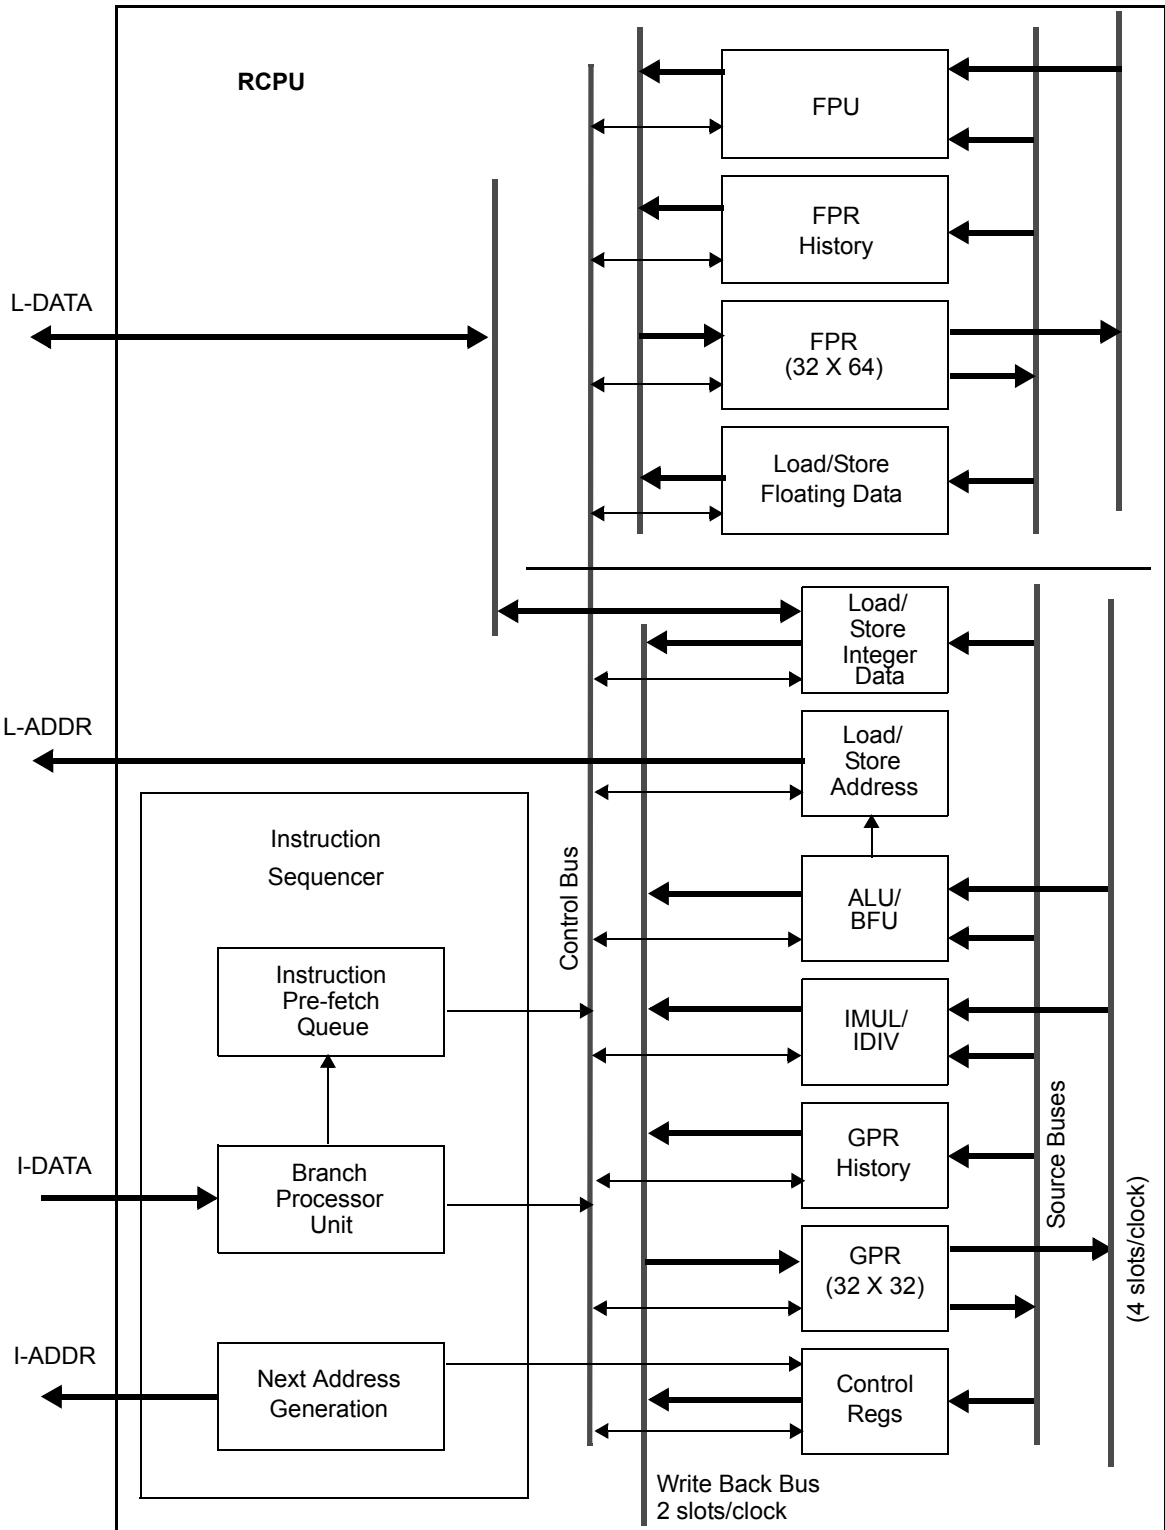 RCPU
FPU
FPR
History
L-DATA
FPR
(32 X 64)
Load/Store
Floating Data
Load/
Store
Integer
Data
L-ADDR
Load/
Store
Address
Instruction
Sequencer
Control Bus
ALU/
BFU
Instruction
Pre-fetch
Queue
IMUL/
IDIV
Source Buses
(4 slots/clock)
GPR
History
I-DATA
Branch
Processor
Unit
GPR
(32 X 32)
I-ADDR
Next Address
Generation
Control
Regs
Write Back Bus
2 slots/clock